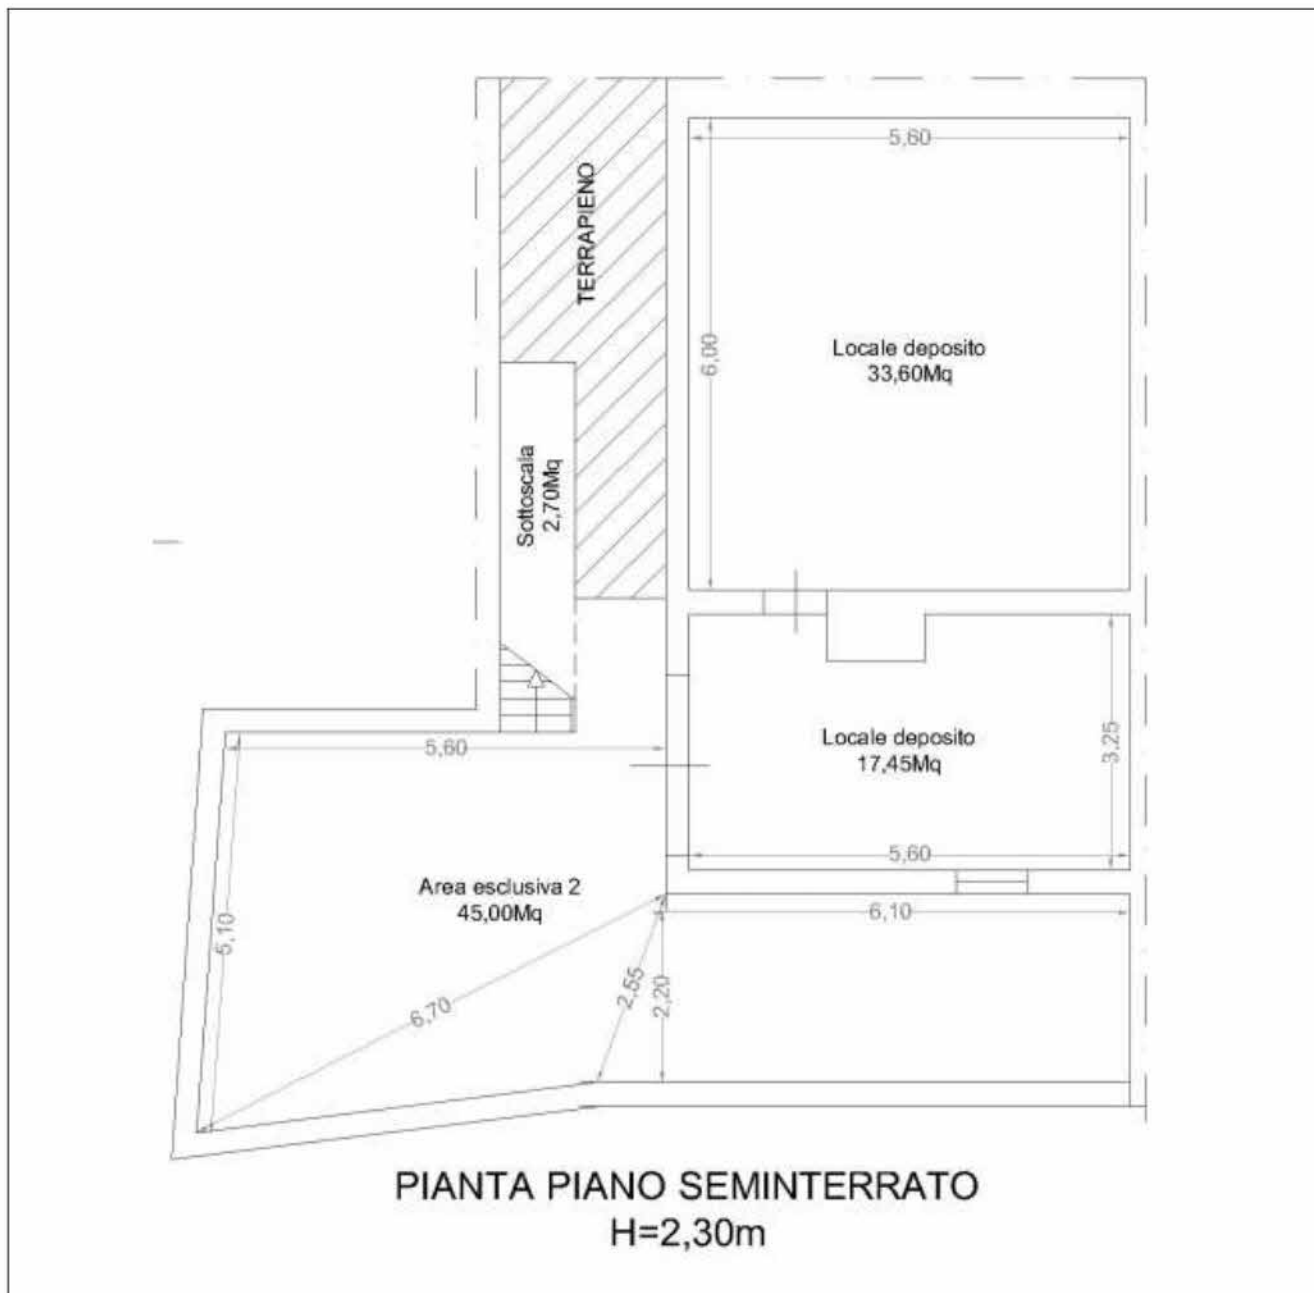 5,60
TERRAPIENO
6,00
Locale deposito
33,60Mq
Sottoscala
2,70Mq
5,60
Locale deposito
17,45Mq
3,25
5,60
Area esclusiva 2
45,00Mq
6,10
5,10
6,70
2,55
2,20
PIANTA PIANO SEMINTERRATO
H=2,30m